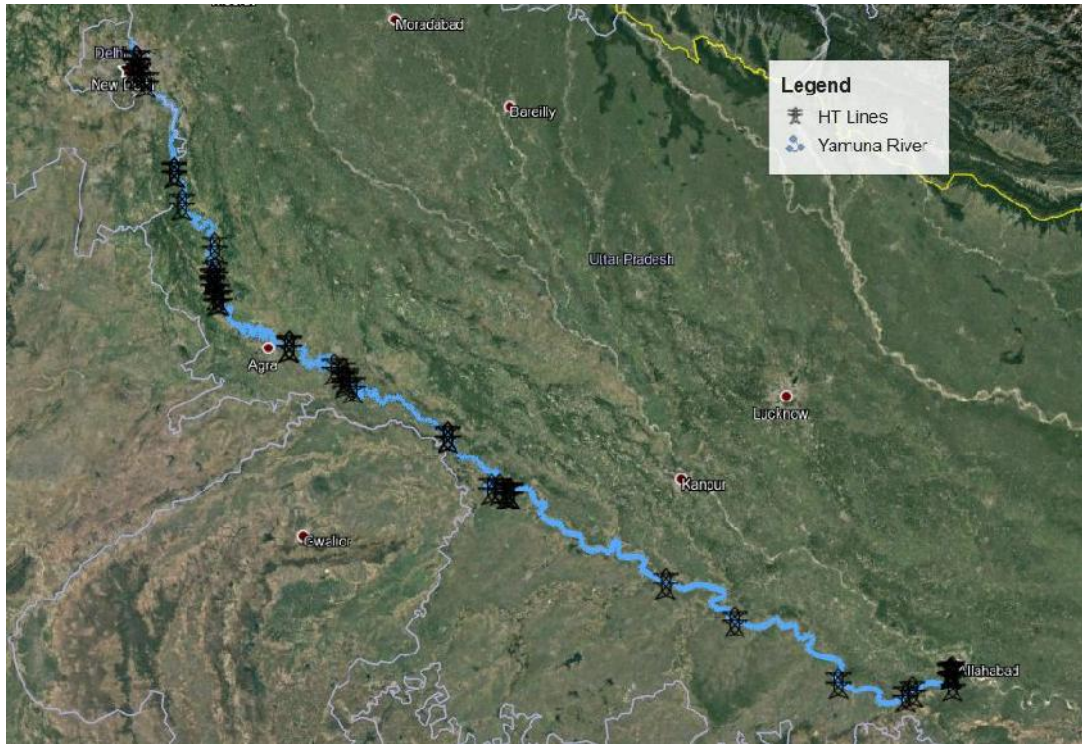 Moradabad
Delhi
New Delhi
Bareilly
Legend
HT Lines
Yamuna River
Uttar Pradesh
Agra
Lucknow
Kanpur
Gwalior
Allahabad